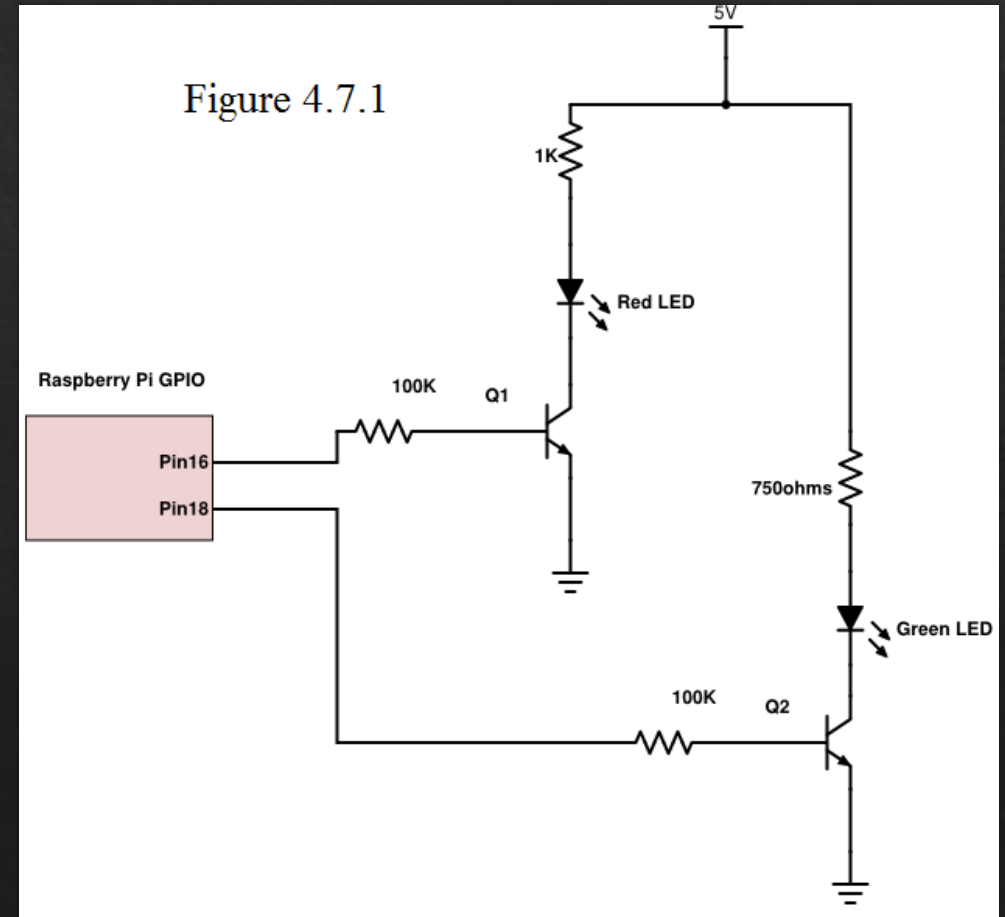 5V
Figure 4.7.1
1K
Red LED
Raspberry Pi GPIO
100K
Q1
Pin16
750ohms
Pin18
Green LED
100K
Q2